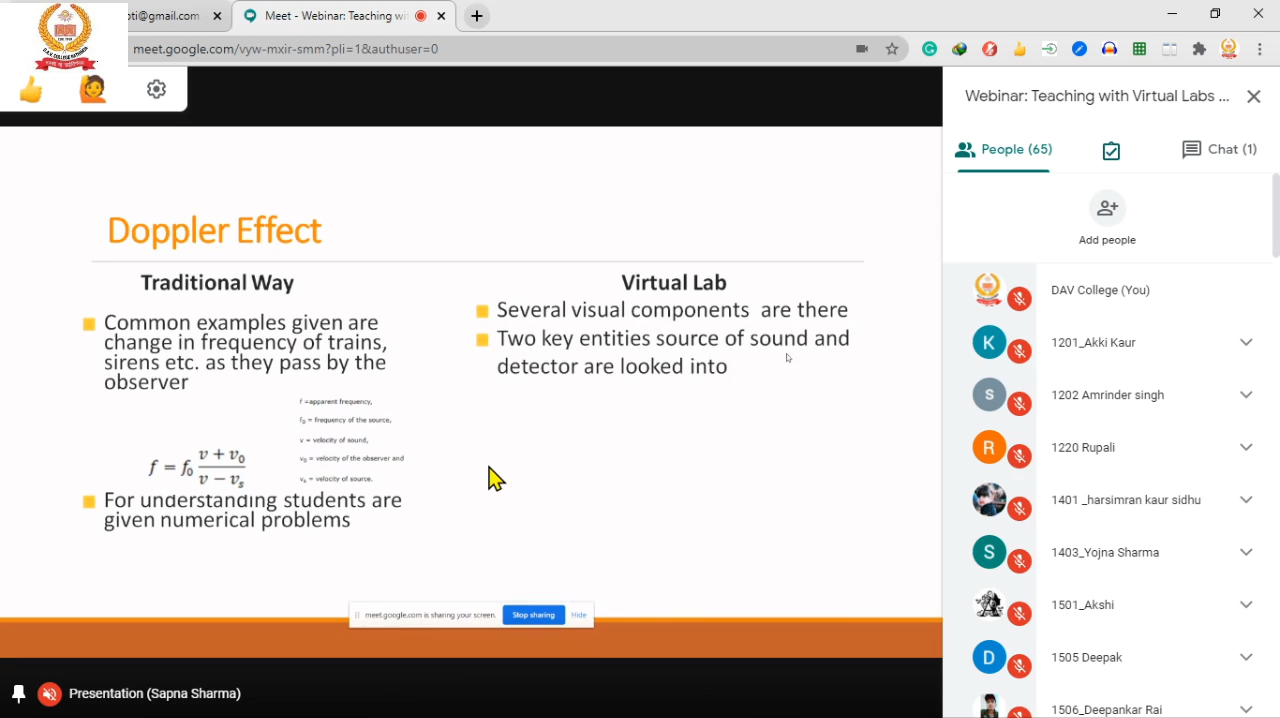 oti@gmail.com
Meet - Webinar: Teaching with
meet.google.com/vyw-mxir-smm?pli=1&authuser=0
Webinar: Teaching with Virtual Labs ...
People (65)
Chat (1)
Add people
Doppler Effect
Traditional Way
Common examples given are
change in frequency of trains,
sirens etc. as they pass by the
observer
f =apparent frequency,
f₀ = frequency of the source,
v = velocity of sound,
v₀ = velocity of the observer and
vₛ = velocity of source.
f = f₀ (v + v₀)/(v − vₛ)
For understanding students are
given numerical problems
Virtual Lab
Several visual components are there
Two key entities source of sound and
detector are looked into
meet.google.com is sharing your screen.
Stop sharing
Hide
Presentation (Sapna Sharma)
DAV College (You)
K
1201_Akki Kaur
s
1202 Amrinder singh
R
1220 Rupali
1401 _harsimran kaur sidhu
S
1403_Yojna Sharma
1501_Akshi
D
1505 Deepak
1506_Deepankar Rai